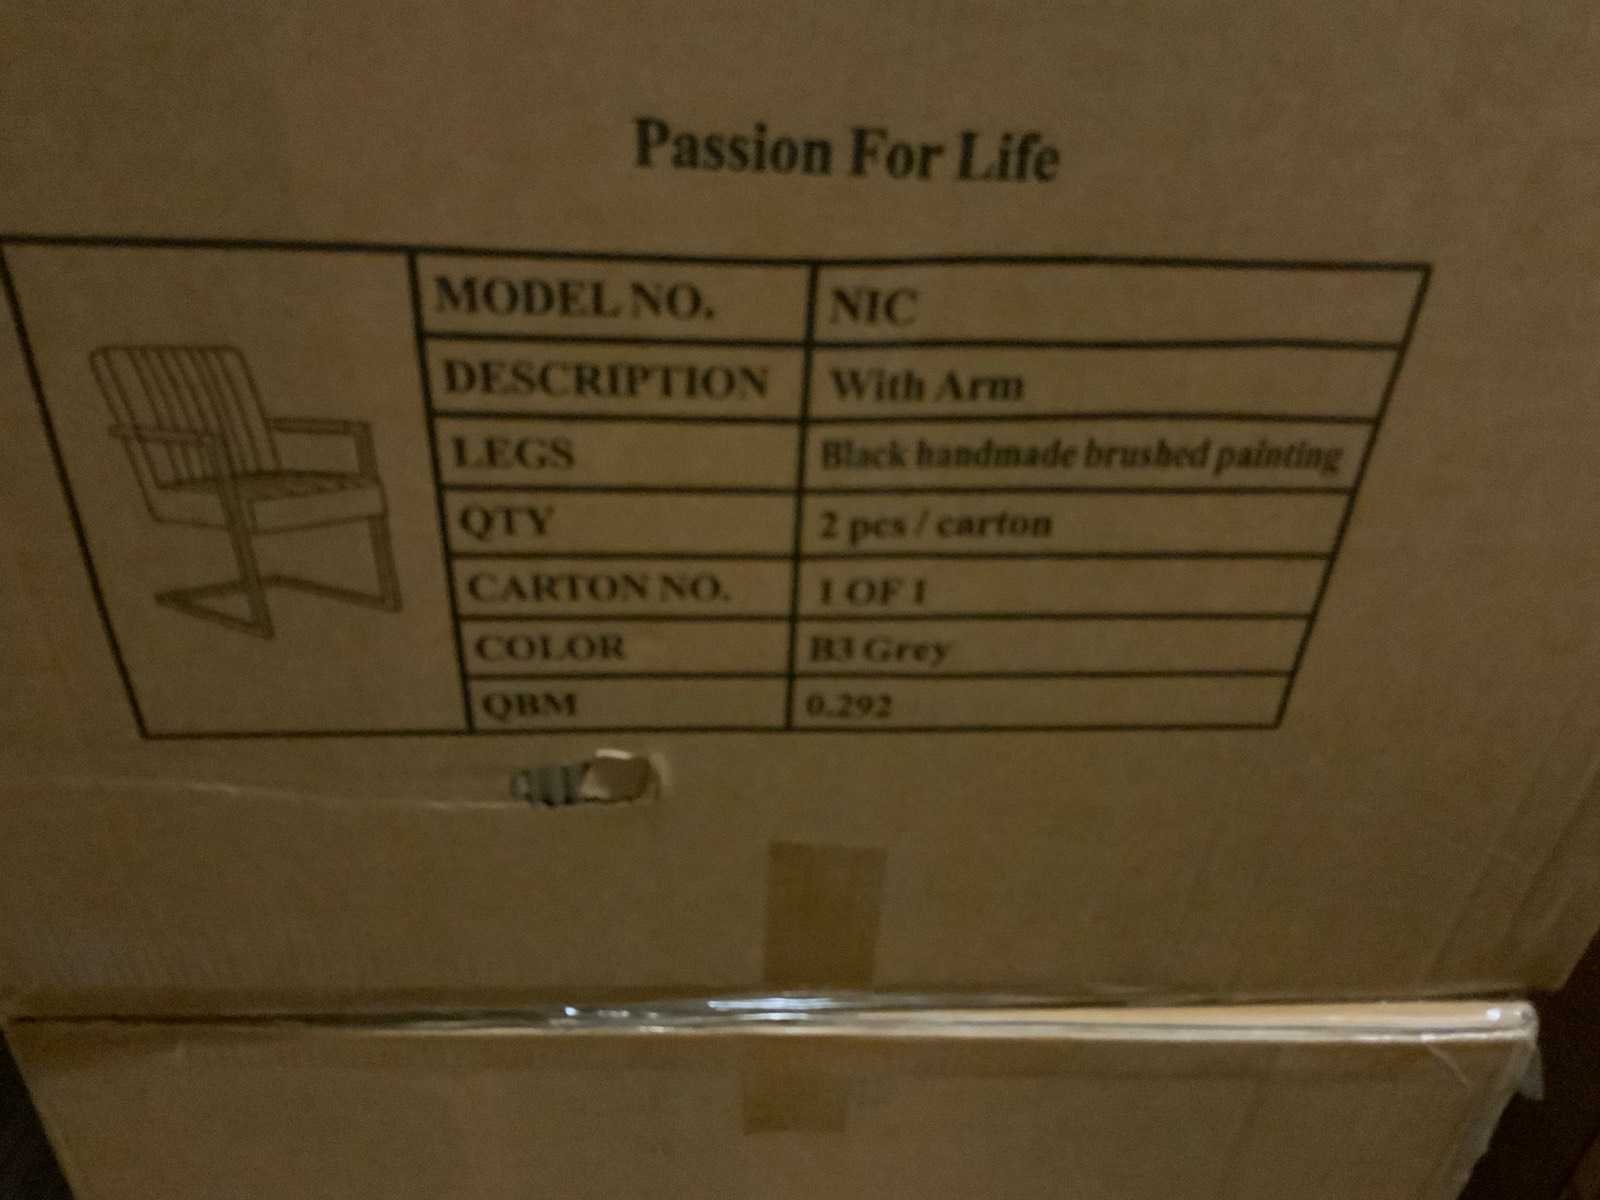 Passion For Life
MODEL NO. NIC
DESCRIPTION With Arm
LEGS Black handmade brushed painting
QTY 2 pcs / carton
CARTON NO. 1 OF 1
COLOR B3 Grey
QBM 0.292